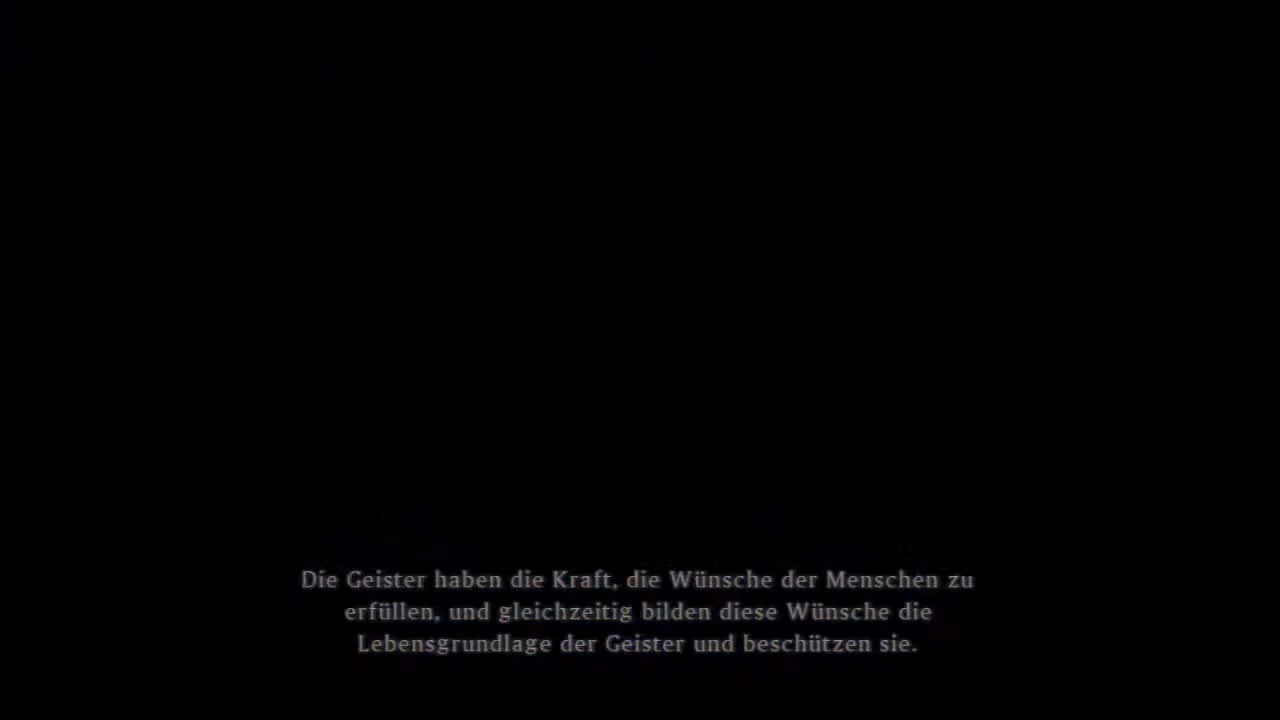 Die Geister haben die Kraft, die Wünsche der Menschen zu
erfüllen, und gleichzeitig bilden diese Wünsche die
Lebensgrundlage der Geister und beschützen sie.